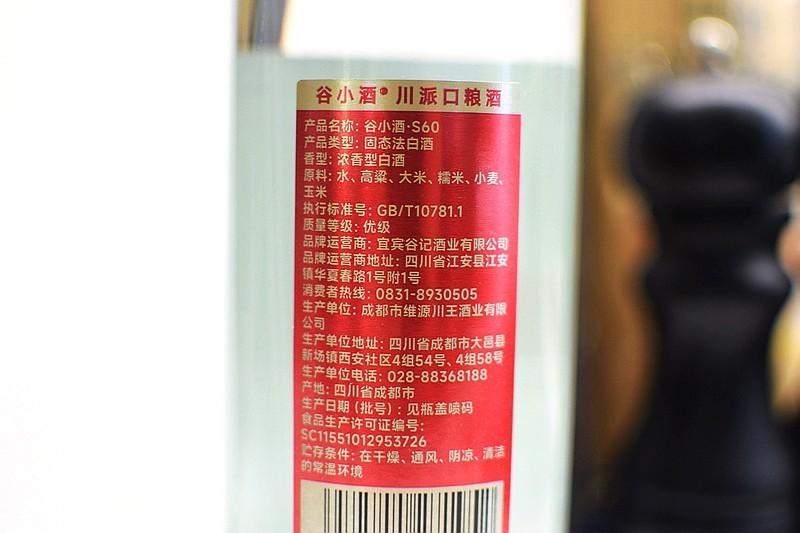 谷小酒® 川派口粮酒
产品名称: 谷小酒·S60
产品类型: 固态法白酒
香型: 浓香型白酒
原料: 水、高粱、大米、糯米、小麦、
玉米
执行标准号: GB/T10781.1
质量等级: 优级
品牌运营商: 宜宾谷记酒业有限公司
品牌运营商地址: 四川省江安县江安
镇华夏春路1号附1号
消费者热线: 0831-8930505
生产单位: 成都市维源川王酒业有限
公司
生产单位地址: 四川省成都市大邑县
新场镇西安社区4组54号、4组58号
生产单位电话: 028-88368188
产地: 四川省成都市
生产日期 (批号) : 见瓶盖喷码
食品生产许可证编号:
SC11551012953726
贮存条件: 在干燥、通风、阴凉、清洁
的常温环境